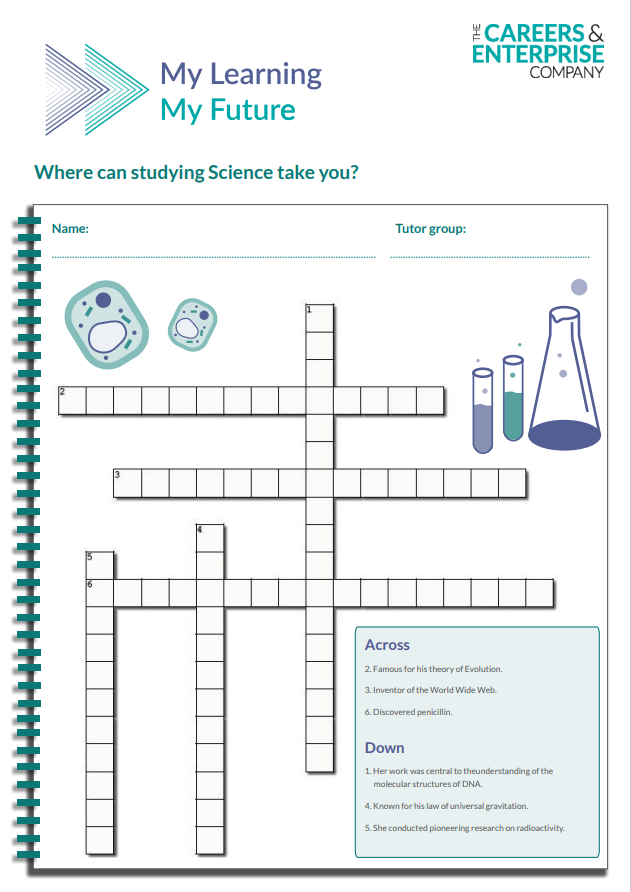 THE CAREERS &
ENTERPRISE
COMPANY
My Learning
My Future
Where can studying Science take you?
Name:
Tutor group:
1
2
3
4
5
6
Across
2. Famous for his theory of Evolution.
3. Inventor of the World Wide Web.
6. Discovered penicillin.
Down
1. Her work was central to theunderstanding of the
molecular structures of DNA.
4. Known for his law of universal gravitation.
5. She conducted pioneering research on radioactivity.